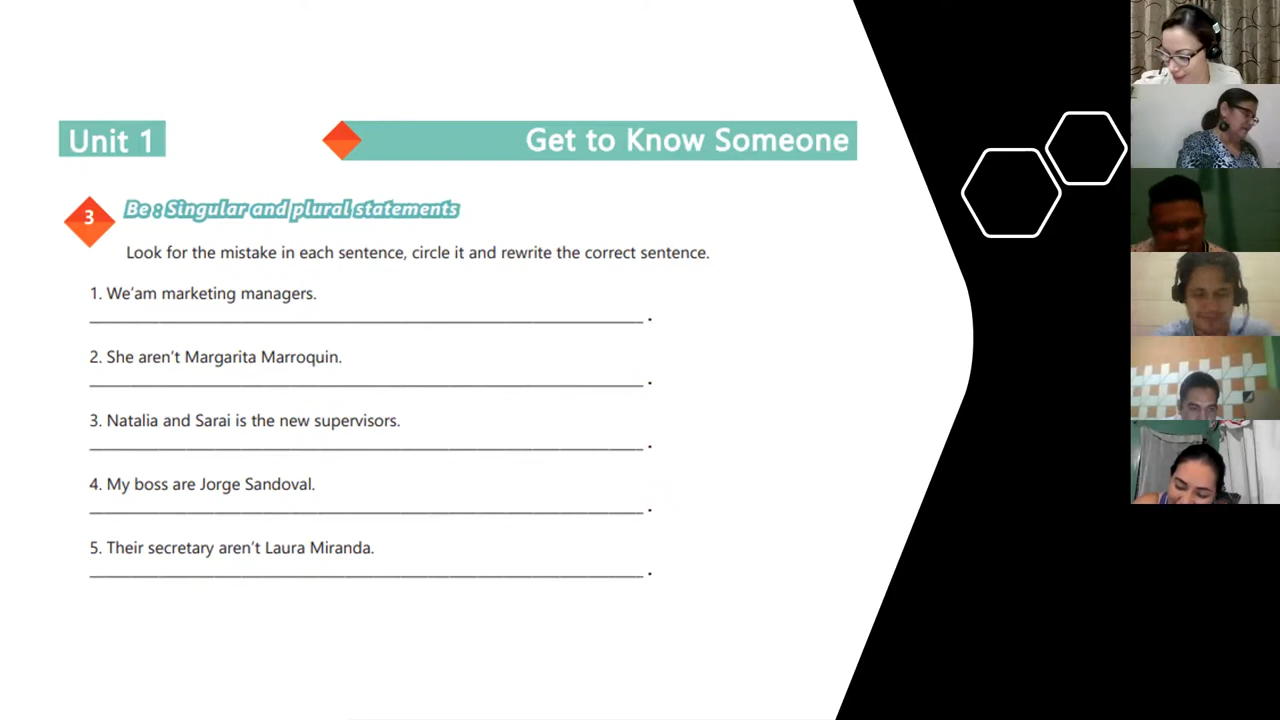 Unit 1
Get to Know Someone
3
Be : Singular and plural statements
Look for the mistake in each sentence, circle it and rewrite the correct sentence.
1. We‘am marketing managers.
.
2. She aren’t Margarita Marroquin.
.
3. Natalia and Sarai is the new supervisors.
.
4. My boss are Jorge Sandoval.
.
5. Their secretary aren’t Laura Miranda.
.